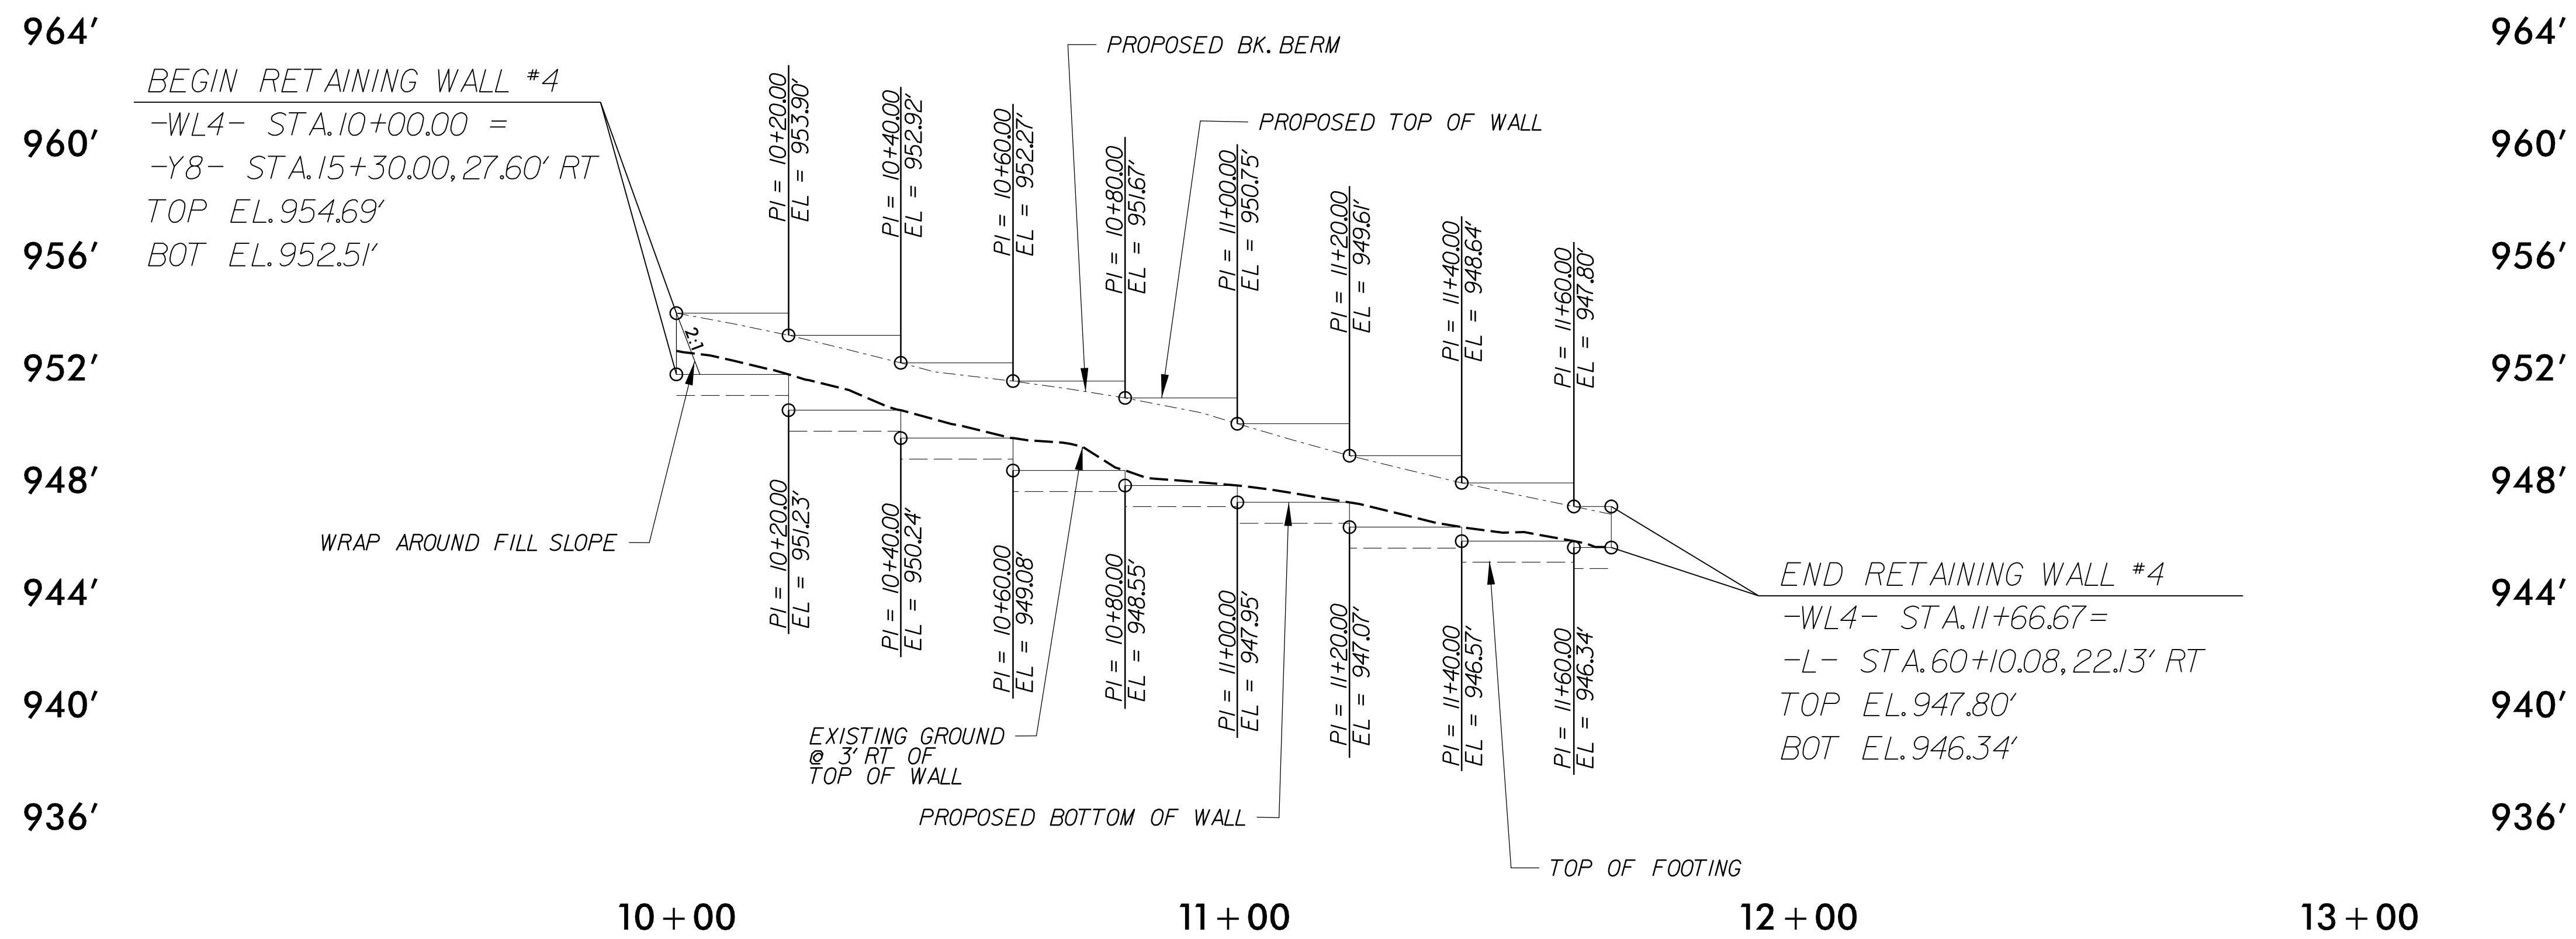 964'
964'
PROPOSED BK. BERM
BEGIN RETAINING WALL #4
-WL4- STA. 10+00.00 =
-Y8- STA. 15+30.00, 27.60' RT
TOP EL. 954.69'
BOT EL. 952.51'
PROPOSED TOP OF WALL
960'
960'
956'
956'
PI = 10+20.00
EL = 953.90'
PI = 10+40.00
EL = 952.92'
PI = 10+60.00
EL = 952.27'
PI = 10+80.00
EL = 951.67'
PI = 11+00.00
EL = 950.75'
PI = 11+20.00
EL = 949.61'
PI = 11+40.00
EL = 948.64'
PI = 11+60.00
EL = 947.80'
2:1
952'
952'
948'
948'
WRAP AROUND FILL SLOPE
PI = 10+20.00
EL = 951.23'
PI = 10+40.00
EL = 950.24'
PI = 10+60.00
EL = 949.08'
PI = 10+80.00
EL = 948.55'
PI = 11+00.00
EL = 947.95'
PI = 11+20.00
EL = 947.07'
PI = 11+40.00
EL = 946.57'
PI = 11+60.00
EL = 946.34'
END RETAINING WALL #4
-WL4- STA. 11+66.67=
-L- STA. 60+10.08, 22.13' RT
TOP EL. 947.80'
BOT EL. 946.34'
944'
944'
940'
940'
EXISTING GROUND
@ 3' RT OF
TOP OF WALL
PROPOSED BOTTOM OF WALL
936'
936'
TOP OF FOOTING
10+00
11+00
12+00
13+00